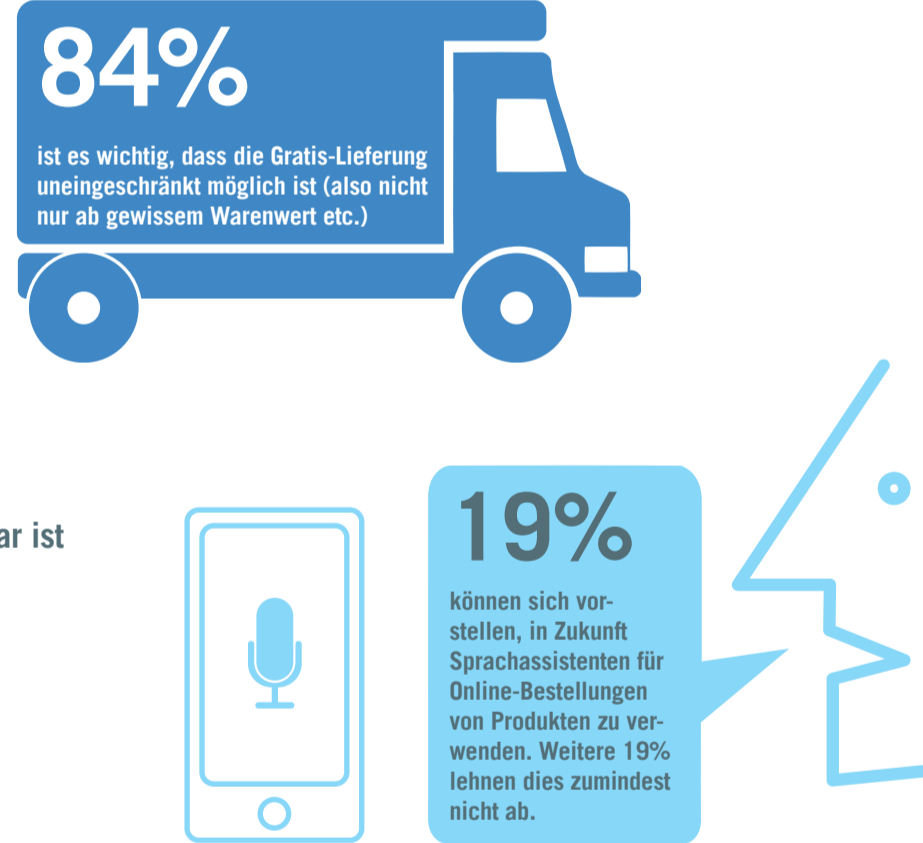 84%
ist es wichtig, dass die Gratis-Lieferung
uneingeschränkt möglich ist (also nicht
nur ab gewissem Warenwert etc.)
ist
19%
können sich vor-
stellen, in Zukunft
Sprachassistenten für
Online-Bestellungen
von Produkten zu ver-
wenden. Weitere 19%
lehnen dies zumindest
nicht ab.